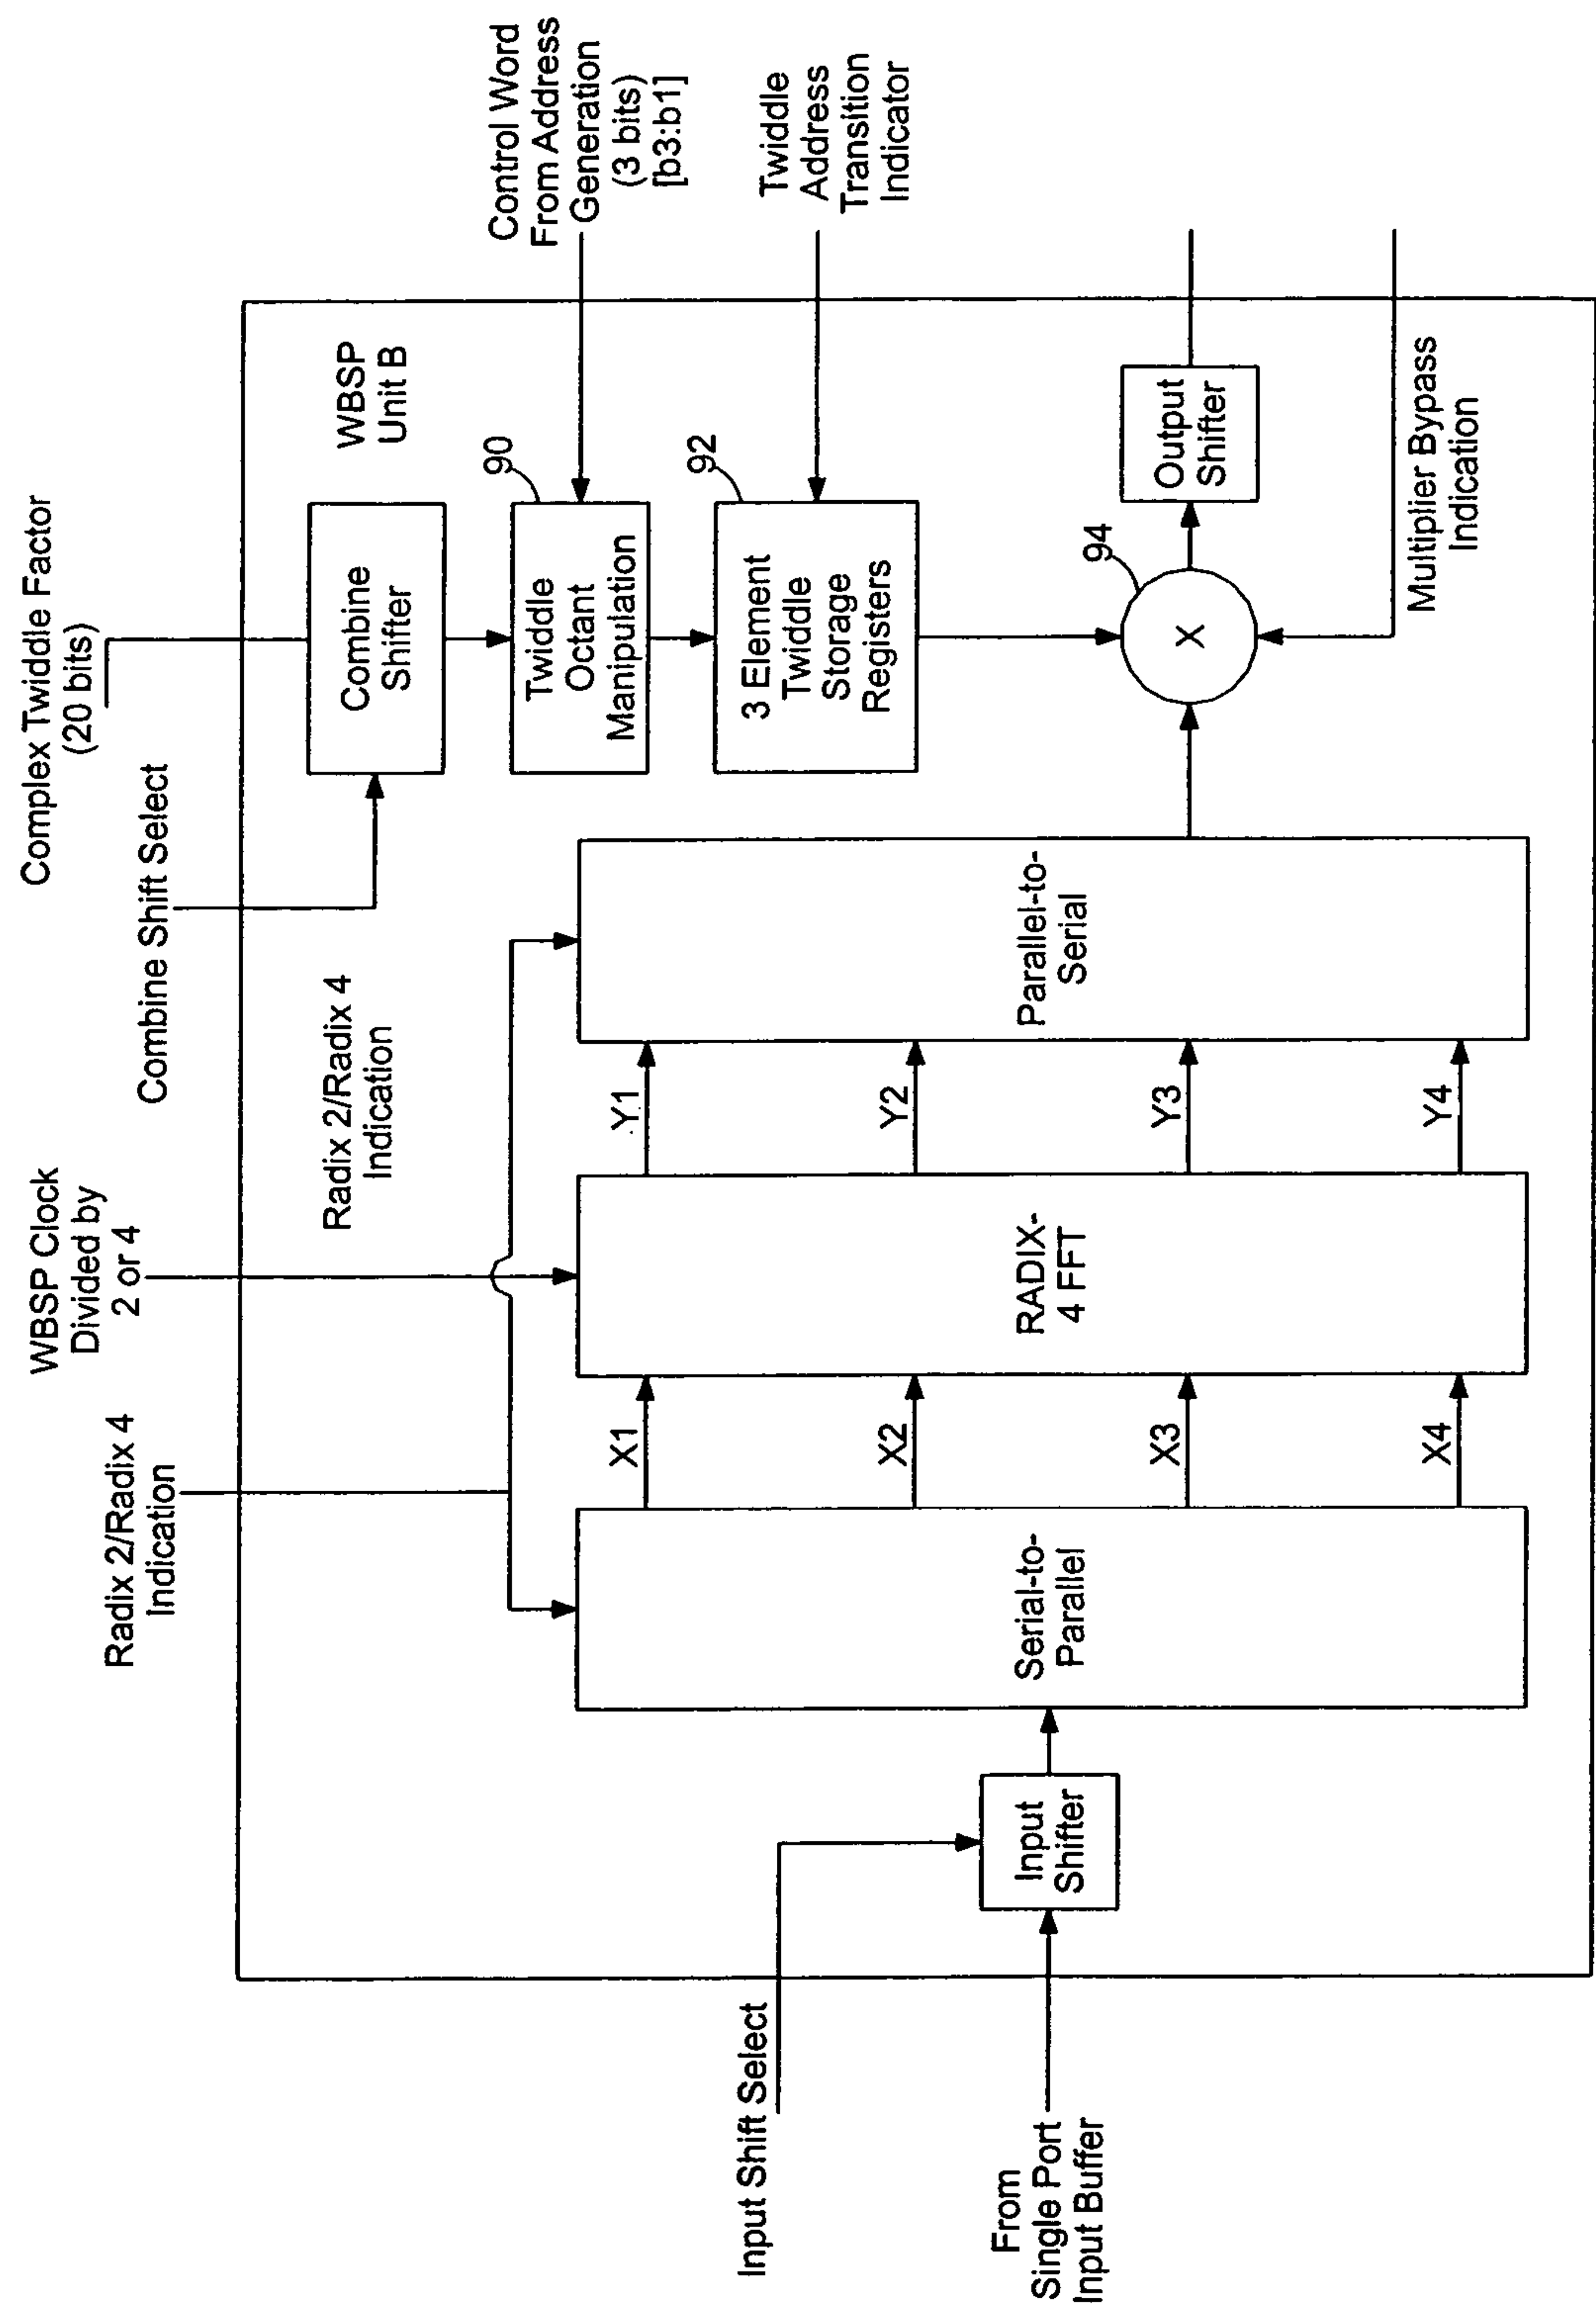 Complex Twiddle Factor
(20 bits)
Combine Shift Select
WBSP Clock
Divided by
2 or 4
Radix 2/Radix 4
Indication
Radix 2/Radix 4
Indication
Combine
Shifter
WBSP
Unit B
Control Word
From Address
Generation
(3 bits)
[b3:b1]
90
Twiddle
Octant
Manipulation
92
3 Element
Twiddle
Storage
Registers
Twiddle
Address
Transition
Indicator
Input Shift Select
From
Single Port
Input Buffer
Input
Shifter
Serial-to-
Parallel
X1
X2
X3
X4
RADIX-
4 FFT
Y1
Y2
Y3
Y4
Parallel-to-
Serial
94
X
Output
Shifter
Multiplier Bypass
Indication